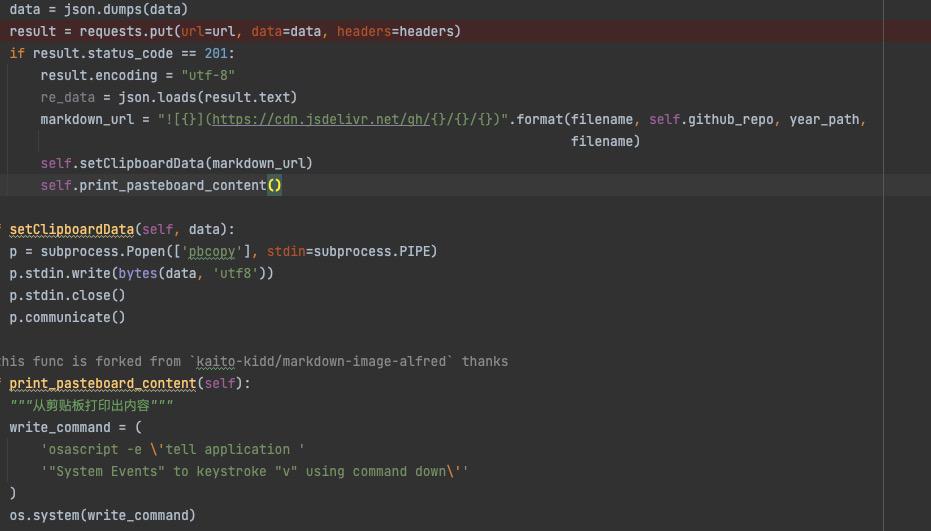 data = json.dumps(data)
result = requests.put(url=url, data=data, headers=headers)
if result.status_code == 201:
result.encoding = "utf-8"
re_data = json.loads(result.text)
markdown_url = "![{}](https://cdn.jsdelivr.net/gh/{}/{}/{})".format(filename, self.github_repo, year_path,
filename)
self.setClipboardData(markdown_url)
self.print_pasteboard_content()
setClipboardData(self, data):
p = subprocess.Popen(['pbcopy'], stdin=subprocess.PIPE)
p.stdin.write(bytes(data, 'utf8'))
p.stdin.close()
p.communicate()
this func is forked from `kaito-kidd/markdown-image-alfred` thanks
print_pasteboard_content(self):
"""从剪贴板打印出内容"""
write_command = (
'osascript -e \'tell application '
'"System Events" to keystroke "v" using command down\''
)
os.system(write_command)